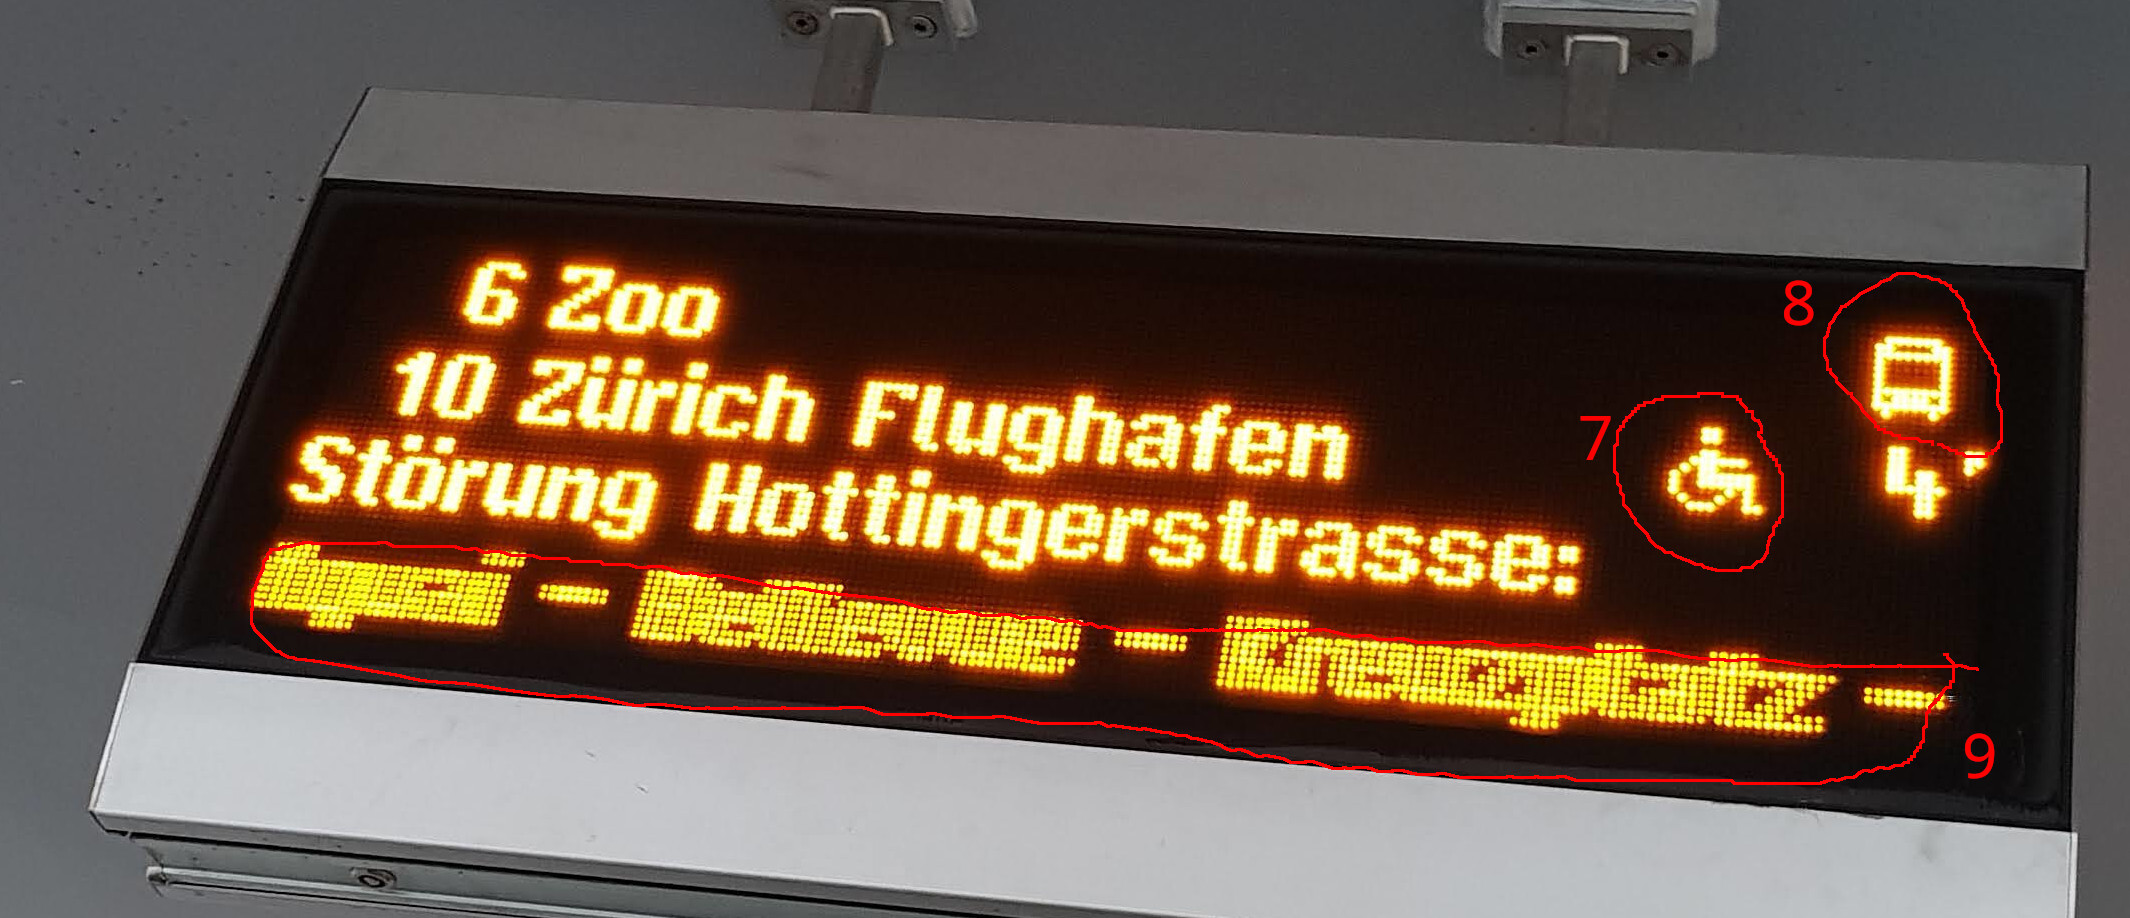 6 Zoo
10 Zürich Flughafen 4'
Störung Hottingerstrasse:
7
8
9